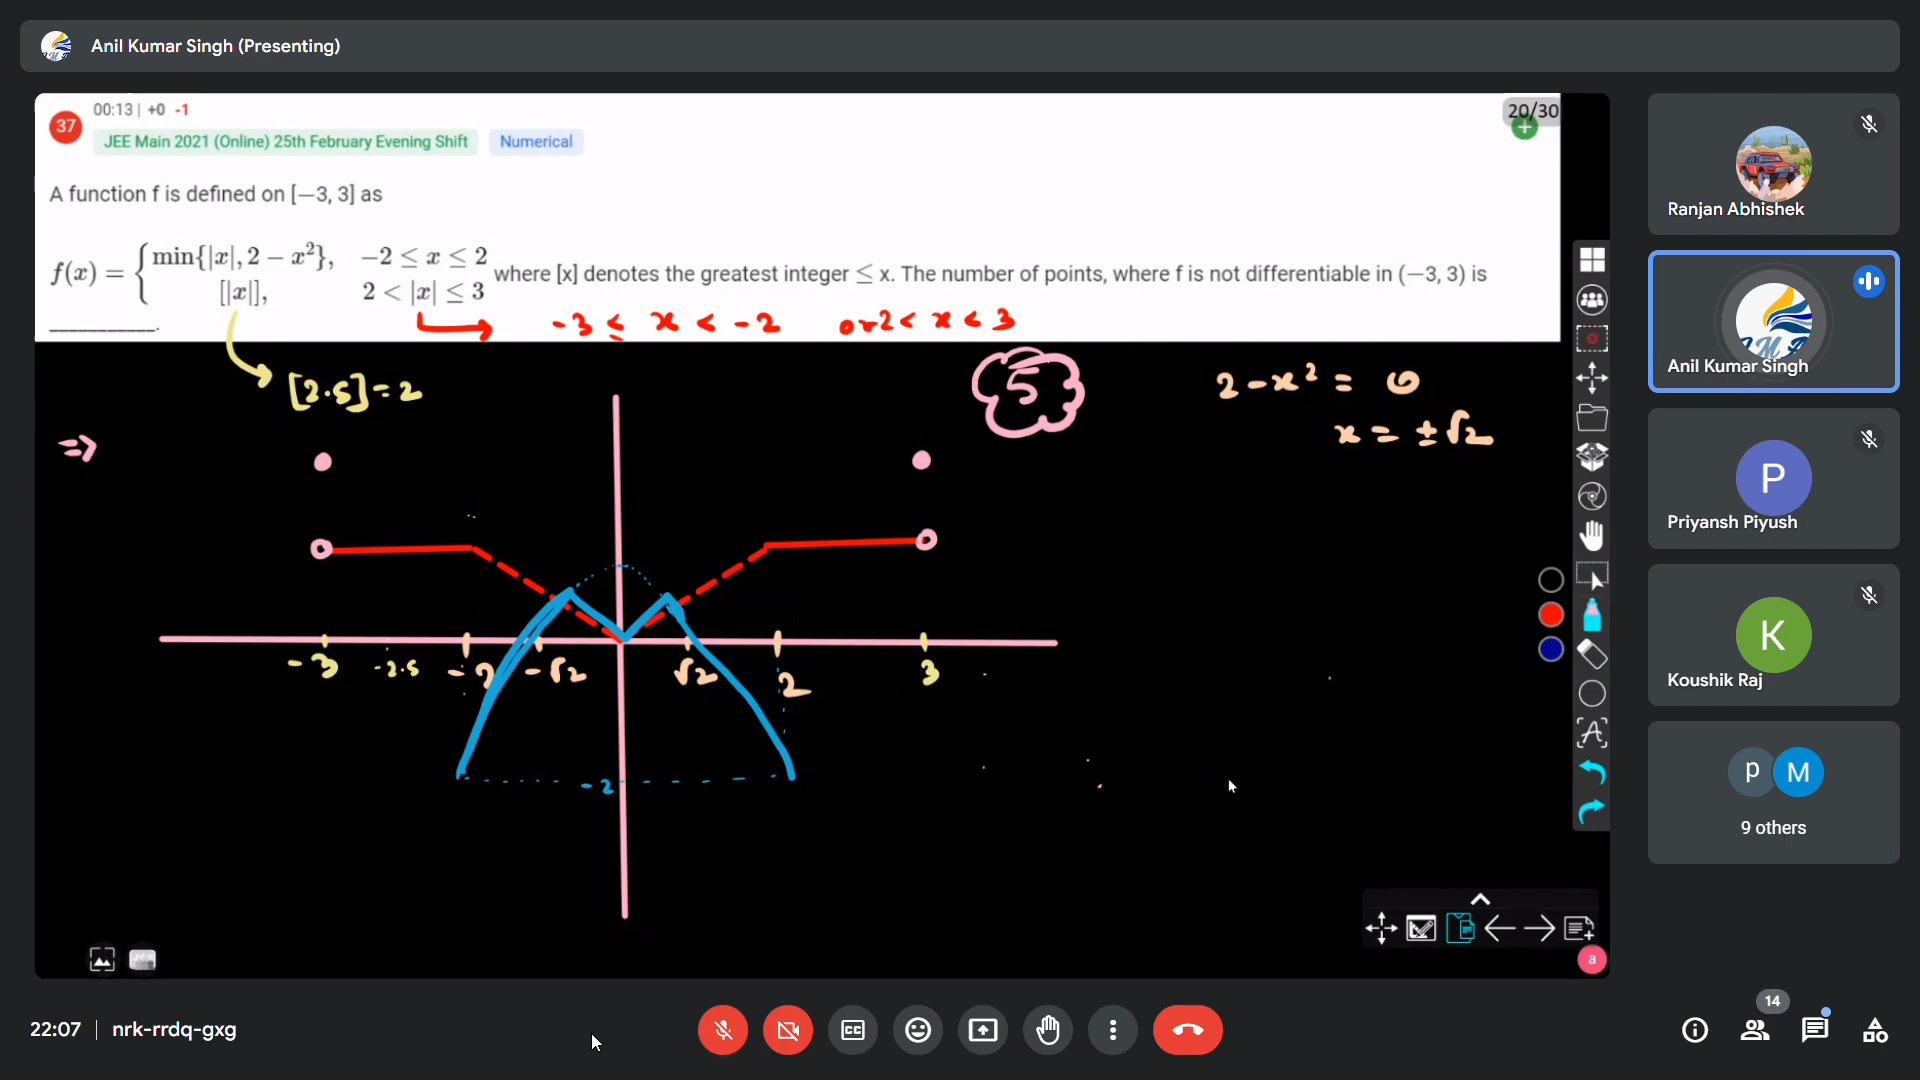 Anil Kumar Singh (Presenting)
37
00:13 | +0 -1
20/30
JEE Main 2021 (Online) 25th February Evening Shift Numerical
A function f is defined on [−3, 3] as
f(x) = { min{|x|, 2 − x²}, −2 ≤ x ≤ 2
[|x|], 2 < |x| ≤ 3
where [x] denotes the greatest integer ≤ x. The number of points, where f is not differentiable in (−3, 3) is
___________.
-3 ≤ x < -2 or 2 < x < 3
[2.5] = 2
5
2 - x² = 0
x = ± √2
=>
-3 -2.5 -2 -√2 √2 2 3
-2
a
Ranjan Abhishek
Anil Kumar Singh
P
Priyansh Piyush
K
Koushik Raj
p M
9 others
22:07 | nrk-rrdq-gxg
CC
14